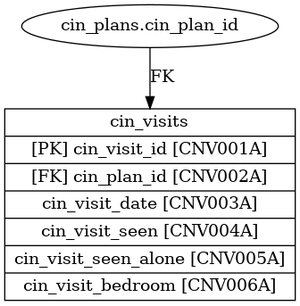 cin_plans.cin_plan_id
FK
cin_visits
[PK] cin_visit_id [CNV001A]
[FK] cin_plan_id [CNV002A]
cin_visit_date [CNV003A]
cin_visit_seen [CNV004A]
cin_visit_seen_alone [CNV005A]
cin_visit_bedroom [CNV006A]